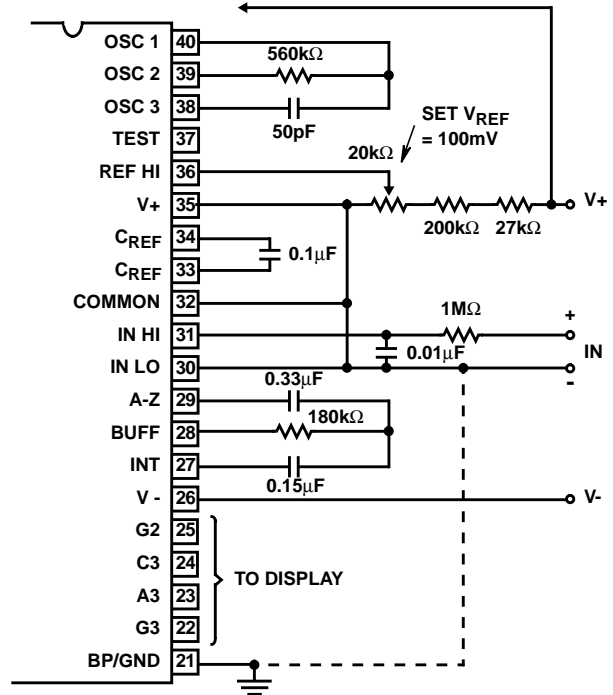 OSC 1 40
OSC 2 39
OSC 3 38
TEST 37
REF HI 36
V+ 35
CREF 34
CREF 33
COMMON 32
IN HI 31
IN LO 30
A-Z 29
BUFF 28
INT 27
V - 26
G2 25
C3 24
A3 23
G3 22
BP/GND 21
560kΩ
50pF
SET VREF
= 100mV
20kΩ
V+
200kΩ 27kΩ
0.1µF
1MΩ
+
IN
0.01µF
-
0.33µF
180kΩ
0.15µF
V-
TO DISPLAY